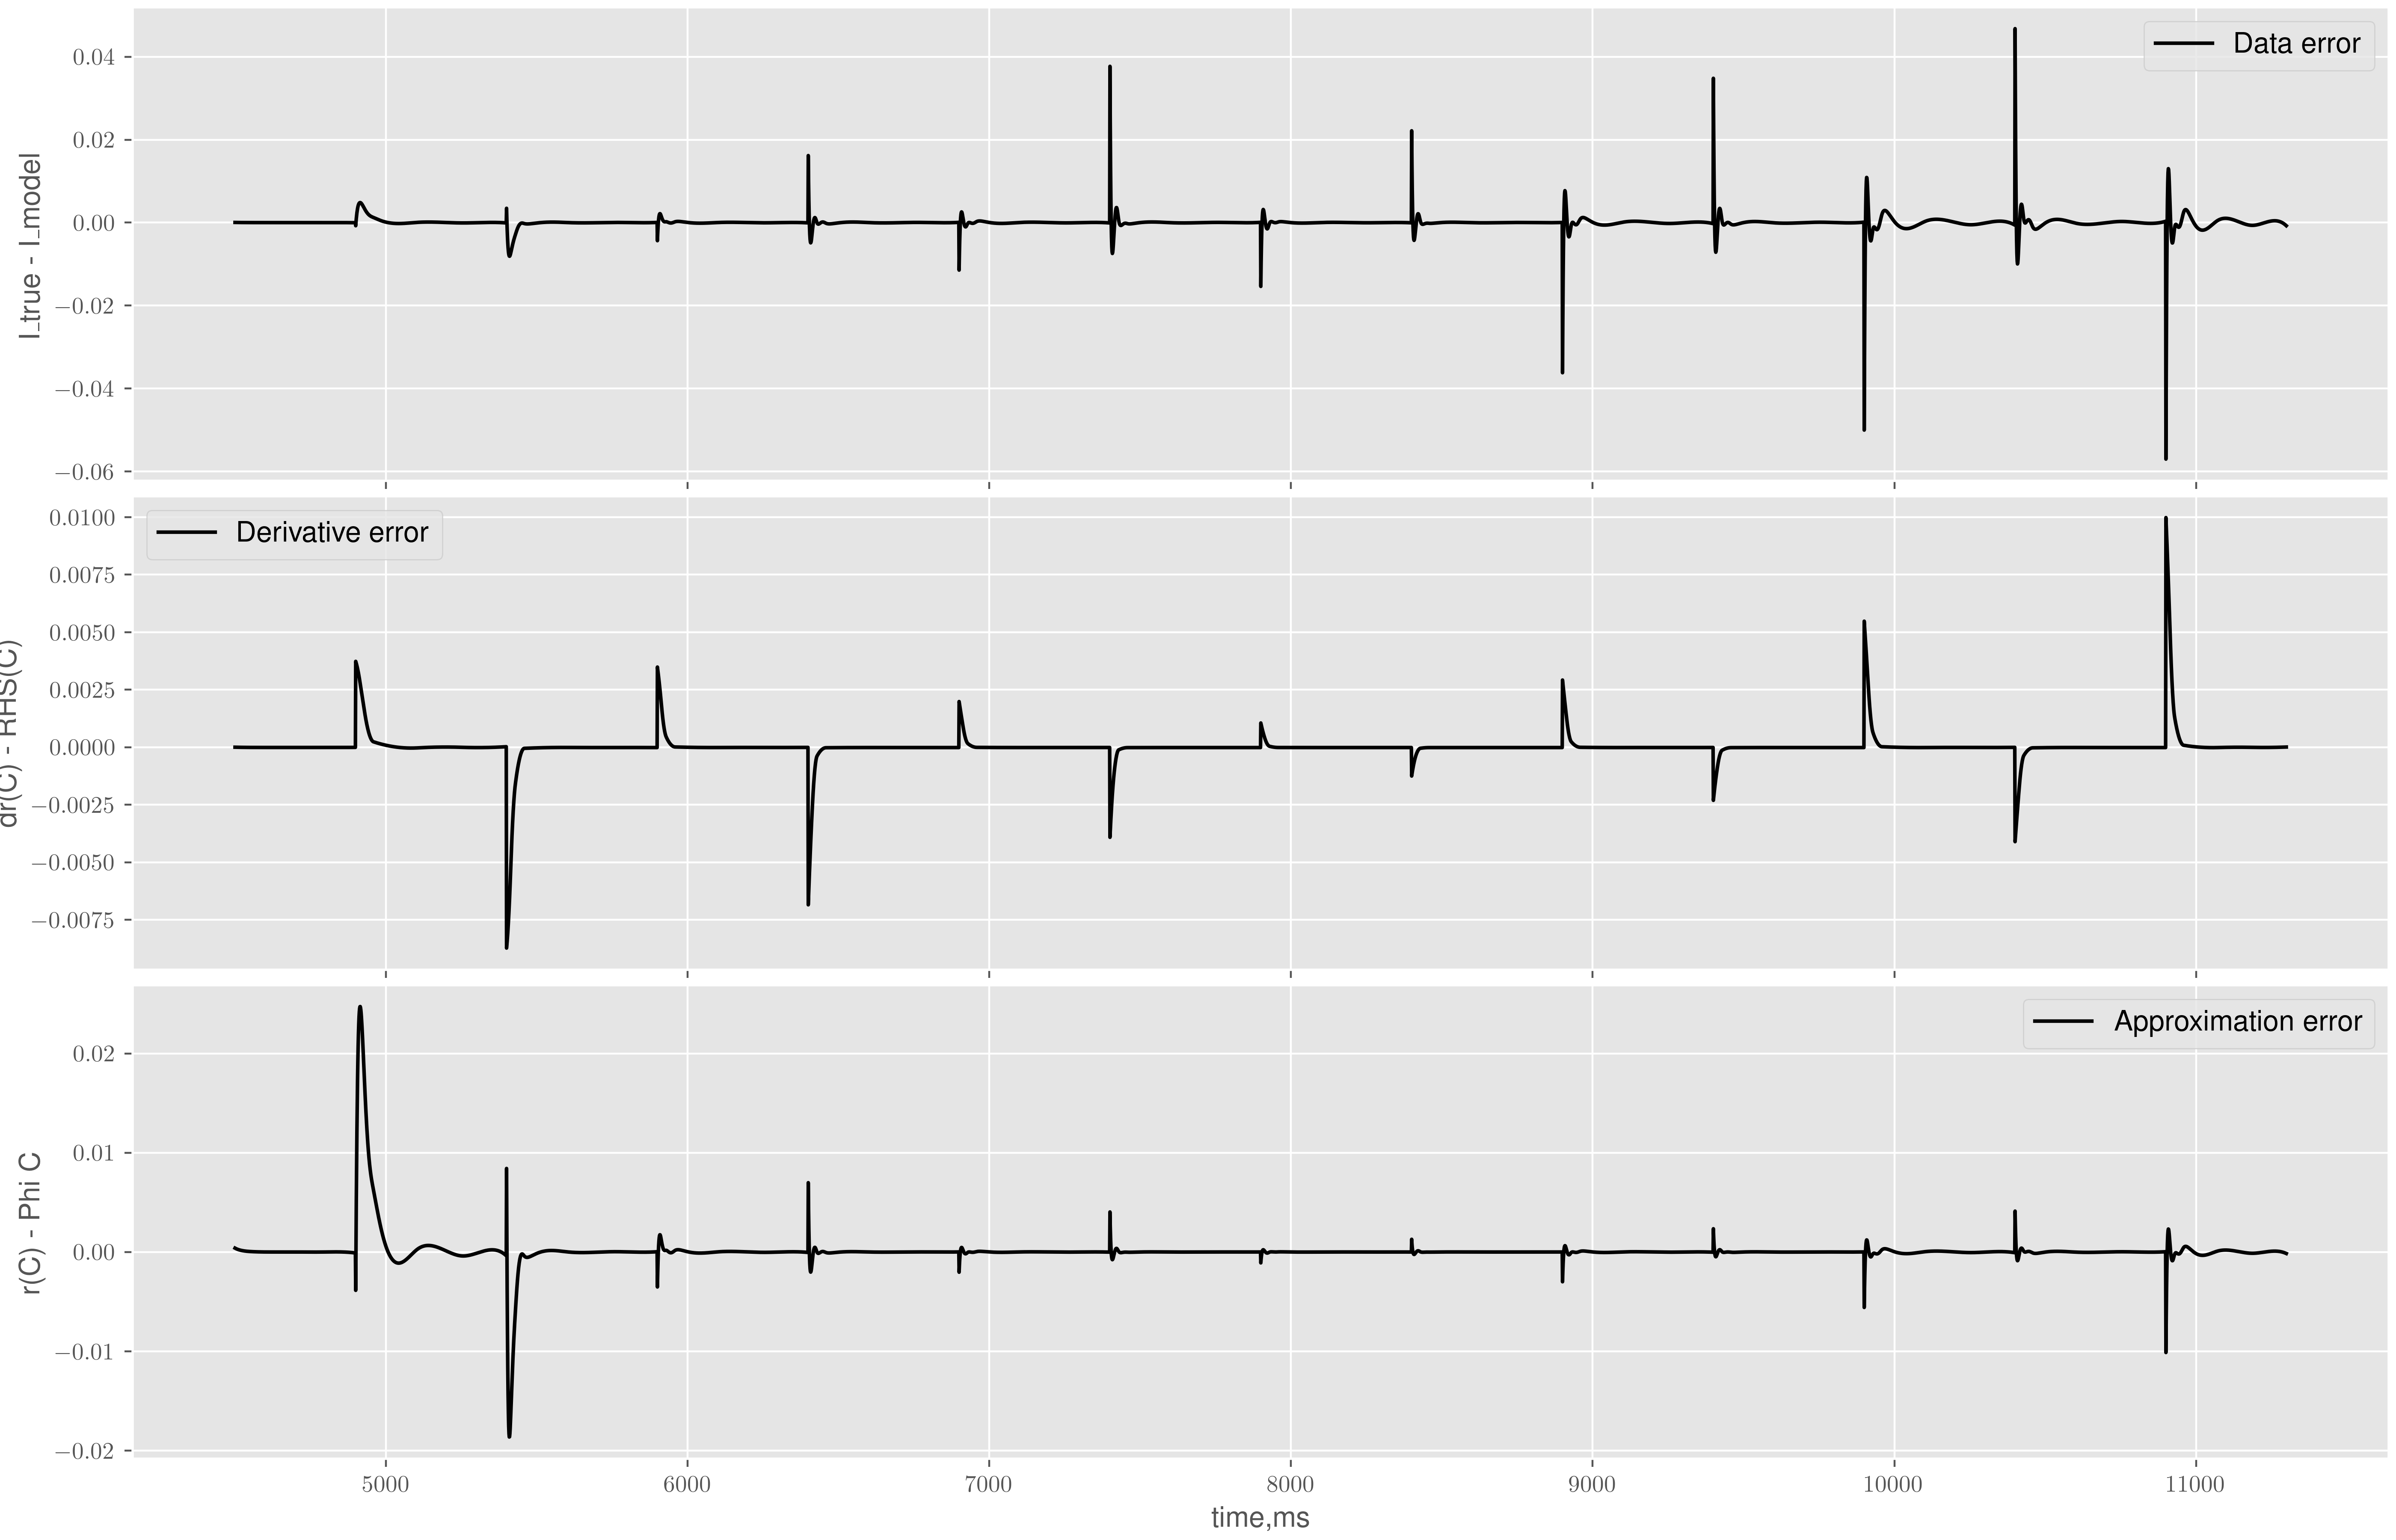 Data error
0.04
0.02
0.00
−0.02
−0.04
−0.06
I_true - I_model
Derivative error
0.0100
0.0075
0.0050
0.0025
0.0000
−0.0025
−0.0050
−0.0075
dr(C) - RHS(C)
Approximation error
0.02
0.01
0.00
−0.01
−0.02
r(C) - Phi C
5000 6000 7000 8000 9000 10000 11000
time,ms